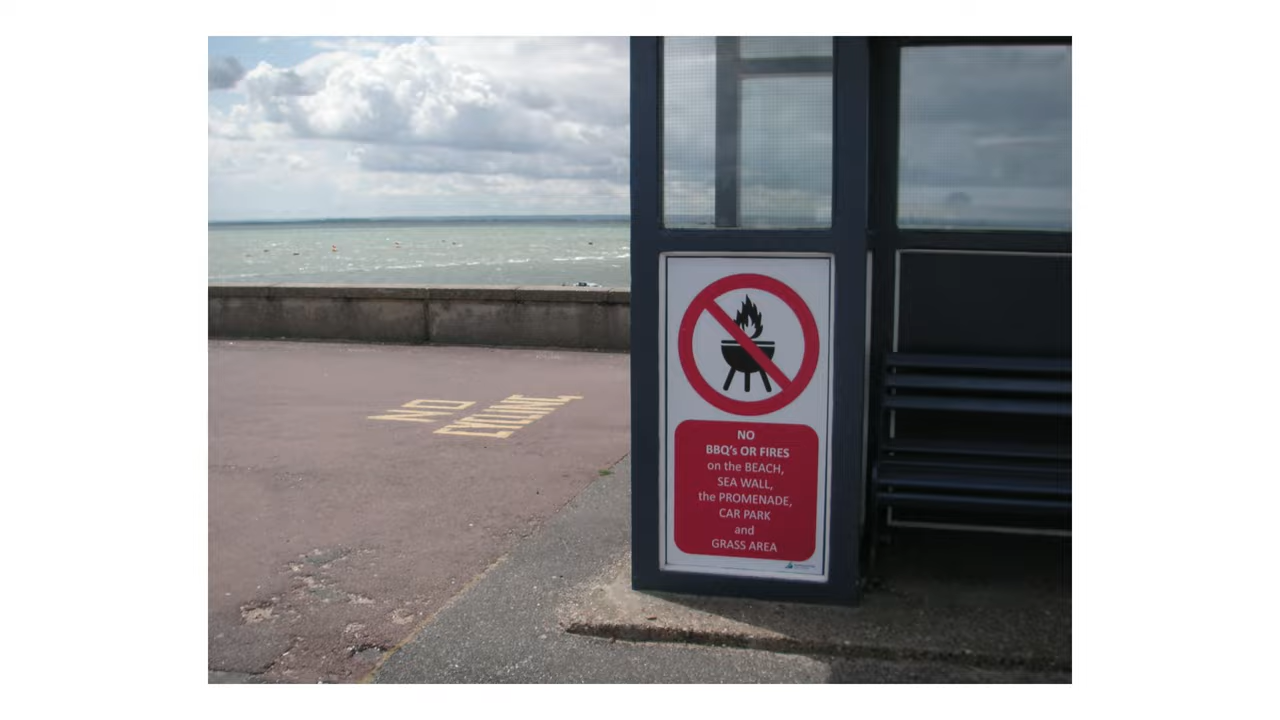 NO
CYCLING
NO
BBQ's OR FIRES
on the BEACH,
SEA WALL,
the PROMENADE,
CAR PARK
and
GRASS AREA